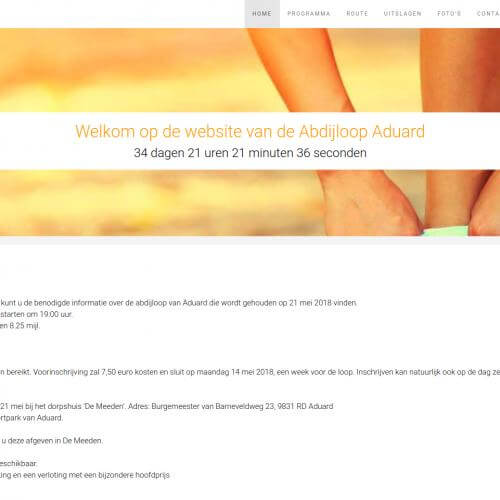 HOME PROGRAMMA ROUTE UITSLAGEN FOTO'S CONTA
Welkom op de website van de Abdijloop Aduard
34 dagen 21 uren 21 minuten 36 seconden
kunt u de benodigde informatie over de abdijloop van Aduard die wordt gehouden op 21 mei 2018 vinden.
starten om 19:00 uur.
en 8.25 mijl.
n bereikt. Voorinschrijving zal 7,50 euro kosten en sluit op maandag 14 mei 2018, een week voor de loop. Inschrijven kan natuurlijk ook op de dag ze
21 mei bij het dorpshuis 'De Meeden'. Adres: Burgemeester van Barneveldweg 23, 9831 RD Aduard
ortpark van Aduard.
u deze afgeven in De Meeden.
eschikbaar.
king en een verloting met een bijzondere hoofdprijs